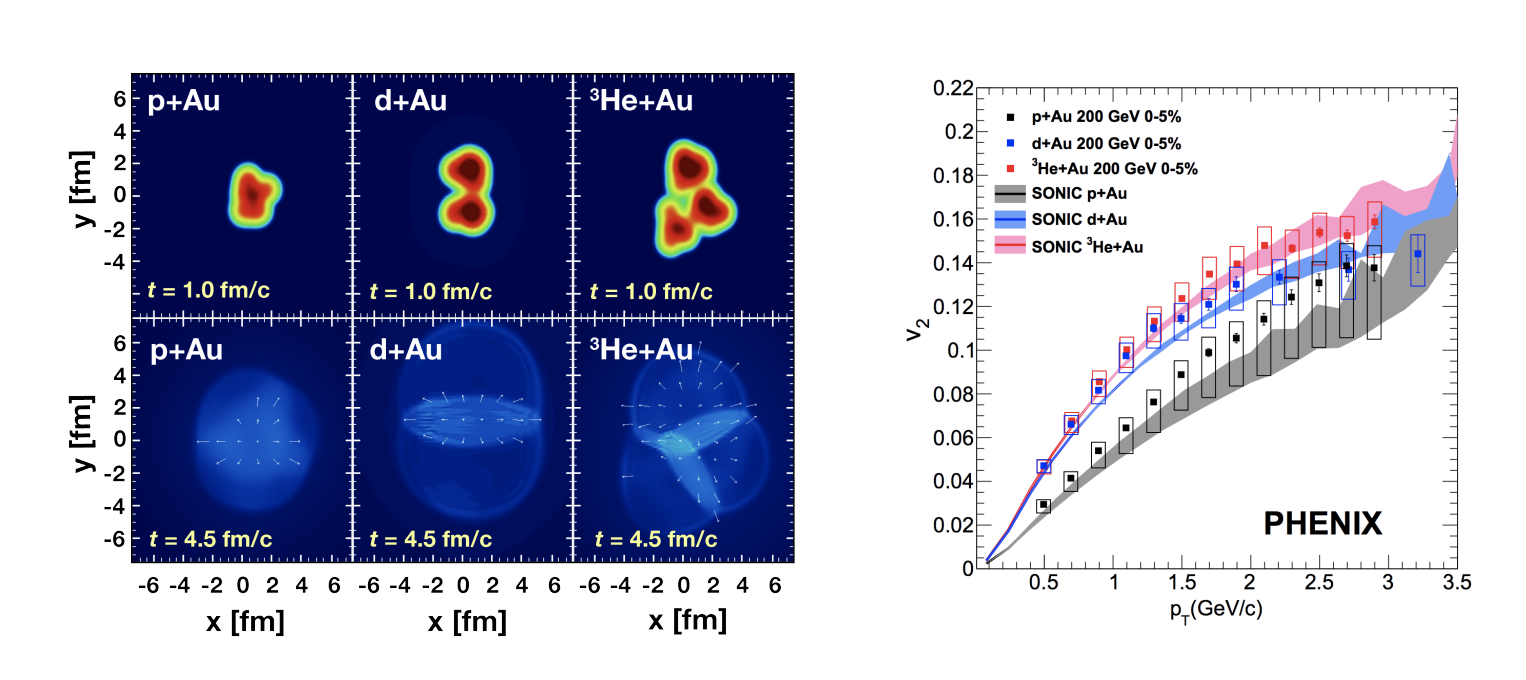 p+Au d+Au ³He+Au
6
4
2
0
-2
-4
y [fm]
t = 1.0 fm/c t = 1.0 fm/c t = 1.0 fm/c
p+Au d+Au ³He+Au
6
4
2
0
-2
-4
-6
y [fm]
t = 4.5 fm/c t = 4.5 fm/c t = 4.5 fm/c
-6 -4 -2 0 2 4 6 -6 -4 -2 0 2 4 6 -6 -4 -2 0 2 4 6
x [fm] x [fm] x [fm]
0.22
0.2
0.18
0.16
0.14
0.12
0.1
0.08
0.06
0.04
0.02
0
v₂
p+Au 200 GeV 0-5%
d+Au 200 GeV 0-5%
³He+Au 200 GeV 0-5%
SONIC p+Au
SONIC d+Au
SONIC ³He+Au
PHENIX
0.5 1 1.5 2 2.5 3 3.5
p_T(GeV/c)